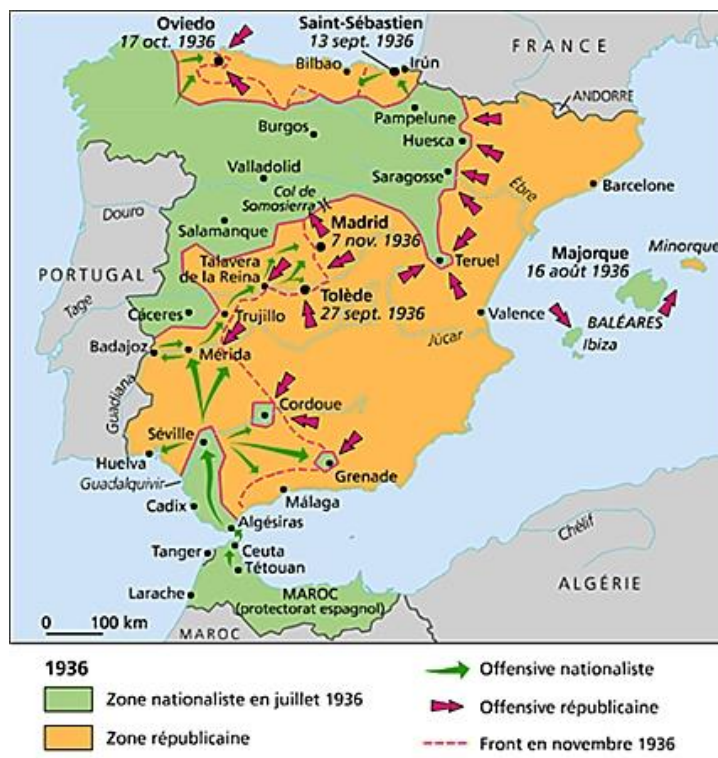 Oviedo
17 oct. 1936
Saint-Sébastien
13 sept. 1936
FRANCE
Bilbao
Irún
ANDORRE
Pampelune
Burgos
Huesca
Valladolid
Saragosse
Èbre
Barcelone
Col de
Somosierra
Douro
Salamanque
Madrid
7 nov. 1936
Teruel
Majorque
16 août 1936
Minorque
PORTUGAL
Talavera
de la Reina
Tolède
27 sept. 1936
Tage
Cáceres
Trujillo
Valence
BALÉARES
Ibiza
Júcar
Badajoz
Mérida
Guadiana
Cordoue
Séville
Huelva
Guadalquivir
Grenade
Cadix
Málaga
Algésiras
Chélif
Tanger
Ceuta
Tétouan
ALGÉRIE
Larache
MAROC
(protectorat espagnol)
0 100 km
MAROC
1936
Zone nationaliste en juillet 1936
Zone républicaine
Offensive nationaliste
Offensive républicaine
Front en novembre 1936